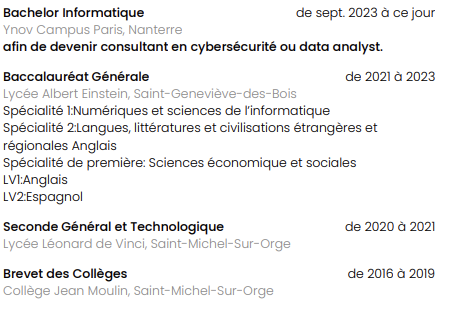 Bachelor Informatique de sept. 2023 à ce jour
Ynov Campus Paris, Nanterre
afin de devenir consultant en cybersécurité ou data analyst.
Baccalauréat Générale de 2021 à 2023
Lycée Albert Einstein, Saint-Geneviève-des-Bois
Spécialité 1:Numériques et sciences de l'informatique
Spécialité 2:Langues, littératures et civilisations étrangères et
régionales Anglais
Spécialité de première: Sciences économique et sociales
LV1:Anglais
LV2:Espagnol
Seconde Général et Technologique de 2020 à 2021
Lycée Léonard de Vinci, Saint-Michel-Sur-Orge
Brevet des Collèges de 2016 à 2019
Collège Jean Moulin, Saint-Michel-Sur-Orge